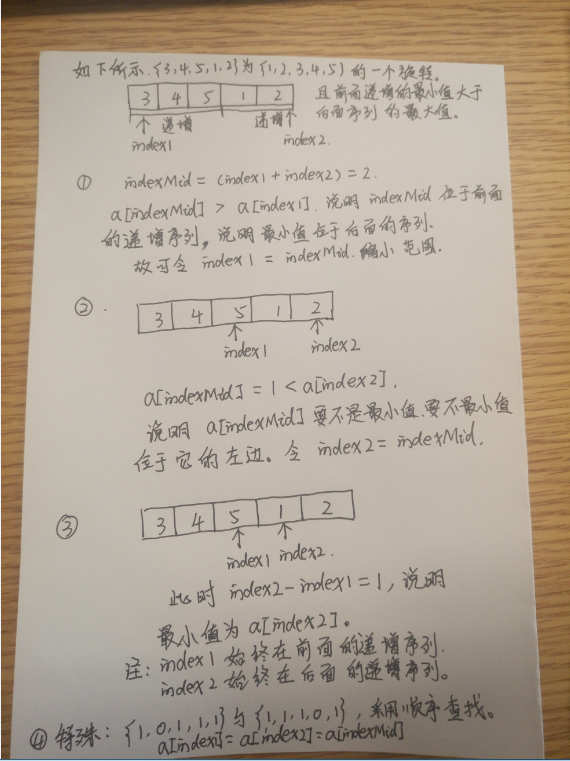 如下所示.{3,4,5,1,2}为{1,2,3,4,5}的一个旋转。
3 4 5 1 2
且前面递增的最小值大于
后面序列的最大值。
递增 递增
index1 index2.
① indexMid = (index1+index2) = 2.
a[indexMid] > a[index1]. 说明 indexMid 位于前面
的递增序列,说明最小值位于后面的序列.
故可令 index1 = indexMid. 缩小范围.
②.
3 4 5 1 2
index1 index2
a[indexMid] = 1 < a[index2].
说明 a[indexMid] 要不是最小值.要不最小值
位于它的左边。令 index2 = indexMid.
③
3 4 5 1 2
index1 index2.
此时 index2-index1=1,说明
最小值为 a[index2]。
注: index1 始终在前面的递增序列.
index2 始终在后面的递增序列。
④ 特殊: {1,0,1,1,1}与{1,1,1,0,1},采用顺序查找。
a[index1]=a[index2]=a[indexMid]